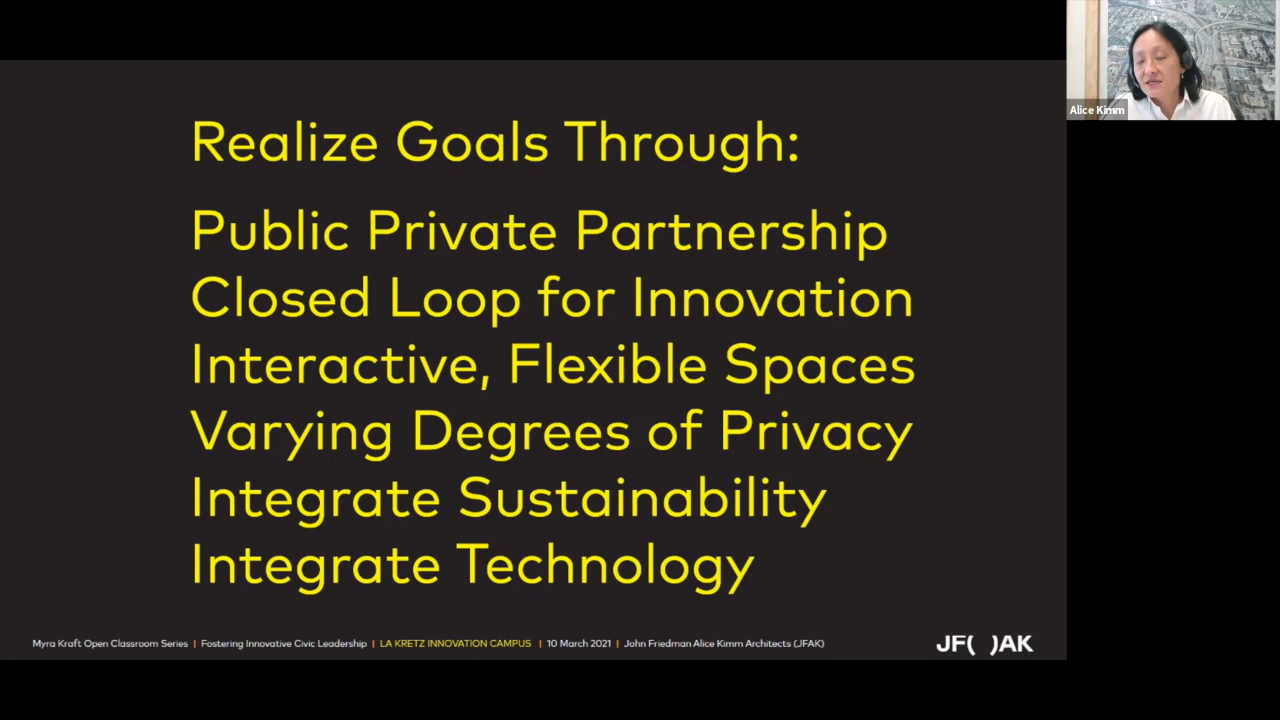 Alice Kimm
Realize Goals Through:
Public Private Partnership
Closed Loop for Innovation
Interactive, Flexible Spaces
Varying Degrees of Privacy
Integrate Sustainability
Integrate Technology
Myra Kraft Open Classroom Series | Fostering Innovative Civic Leadership | LA KRETZ INNOVATION CAMPUS | 10 March 2021 | John Friedman Alice Kimm Architects (JFAK)
JF( )AK